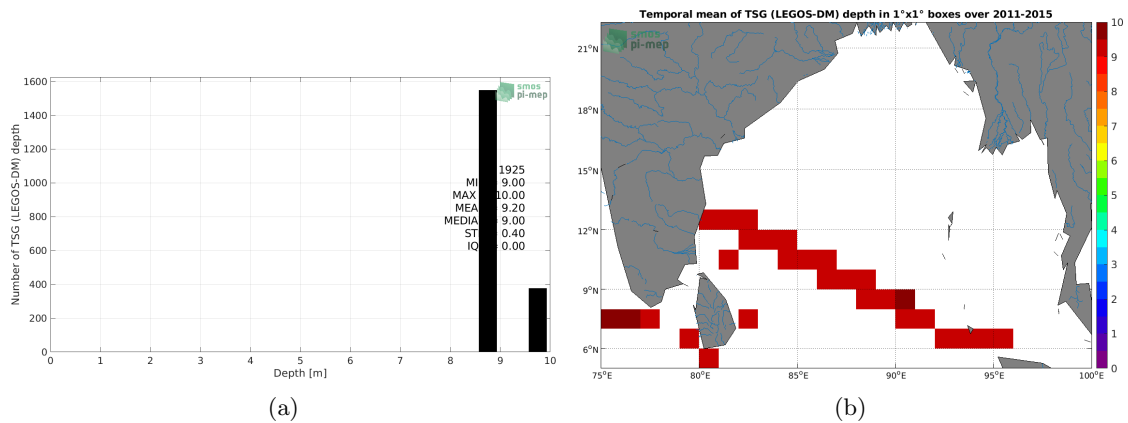 1600
1400
1200
1000
800
600
400
200
0
Number of TSG (LEGOS-DM) depth
smos
pi-mep
1925
MI 9.00
MAX 10.00
MEA 9.20
MEDIA 9.00
ST 0.40
IQ 0.00
0 1 2 3 4 5 6 7 8 9 10
Depth [m]
(a)
Temporal mean of TSG (LEGOS-DM) depth in 1°x1° boxes over 2011-2015
smos
pi-mep
21°N
18°N
15°N
12°N
9°N
6°N
75°E 80°E 85°E 90°E 95°E 100°E
10
9
8
7
6
5
4
3
2
1
0
(b)